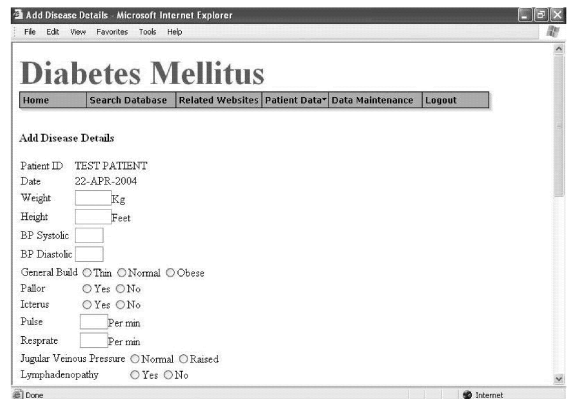 Add Disease Details - Microsoft Internet Explorer
File Edit View Favorites Tools Help
Diabetes Mellitus
Home Search Database Related Websites Patient Data Data Maintenance Logout
Add Disease Details
Patient ID TEST PATIENT
Date 22-APR-2004
Weight Kg
Height Feet
BP Systolic
BP Diastolic
General Build Thin Normal Obese
Pallor Yes No
Icterus Yes No
Pulse Per min
Resprate Per min
Jugular Veinous Pressure Normal Raised
Lymphadenopathy Yes No
Done Internet